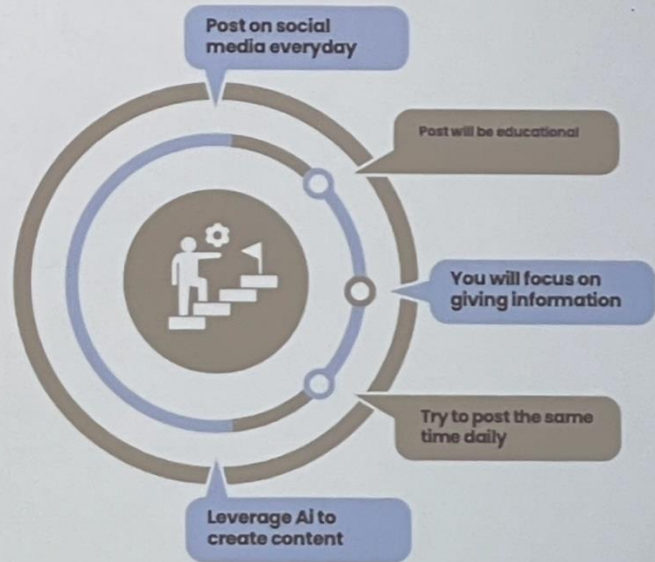 Post on social
media everyday
Post will be educational
You will focus on
giving information
Try to post the same
time daily
Leverage Ai to
create content